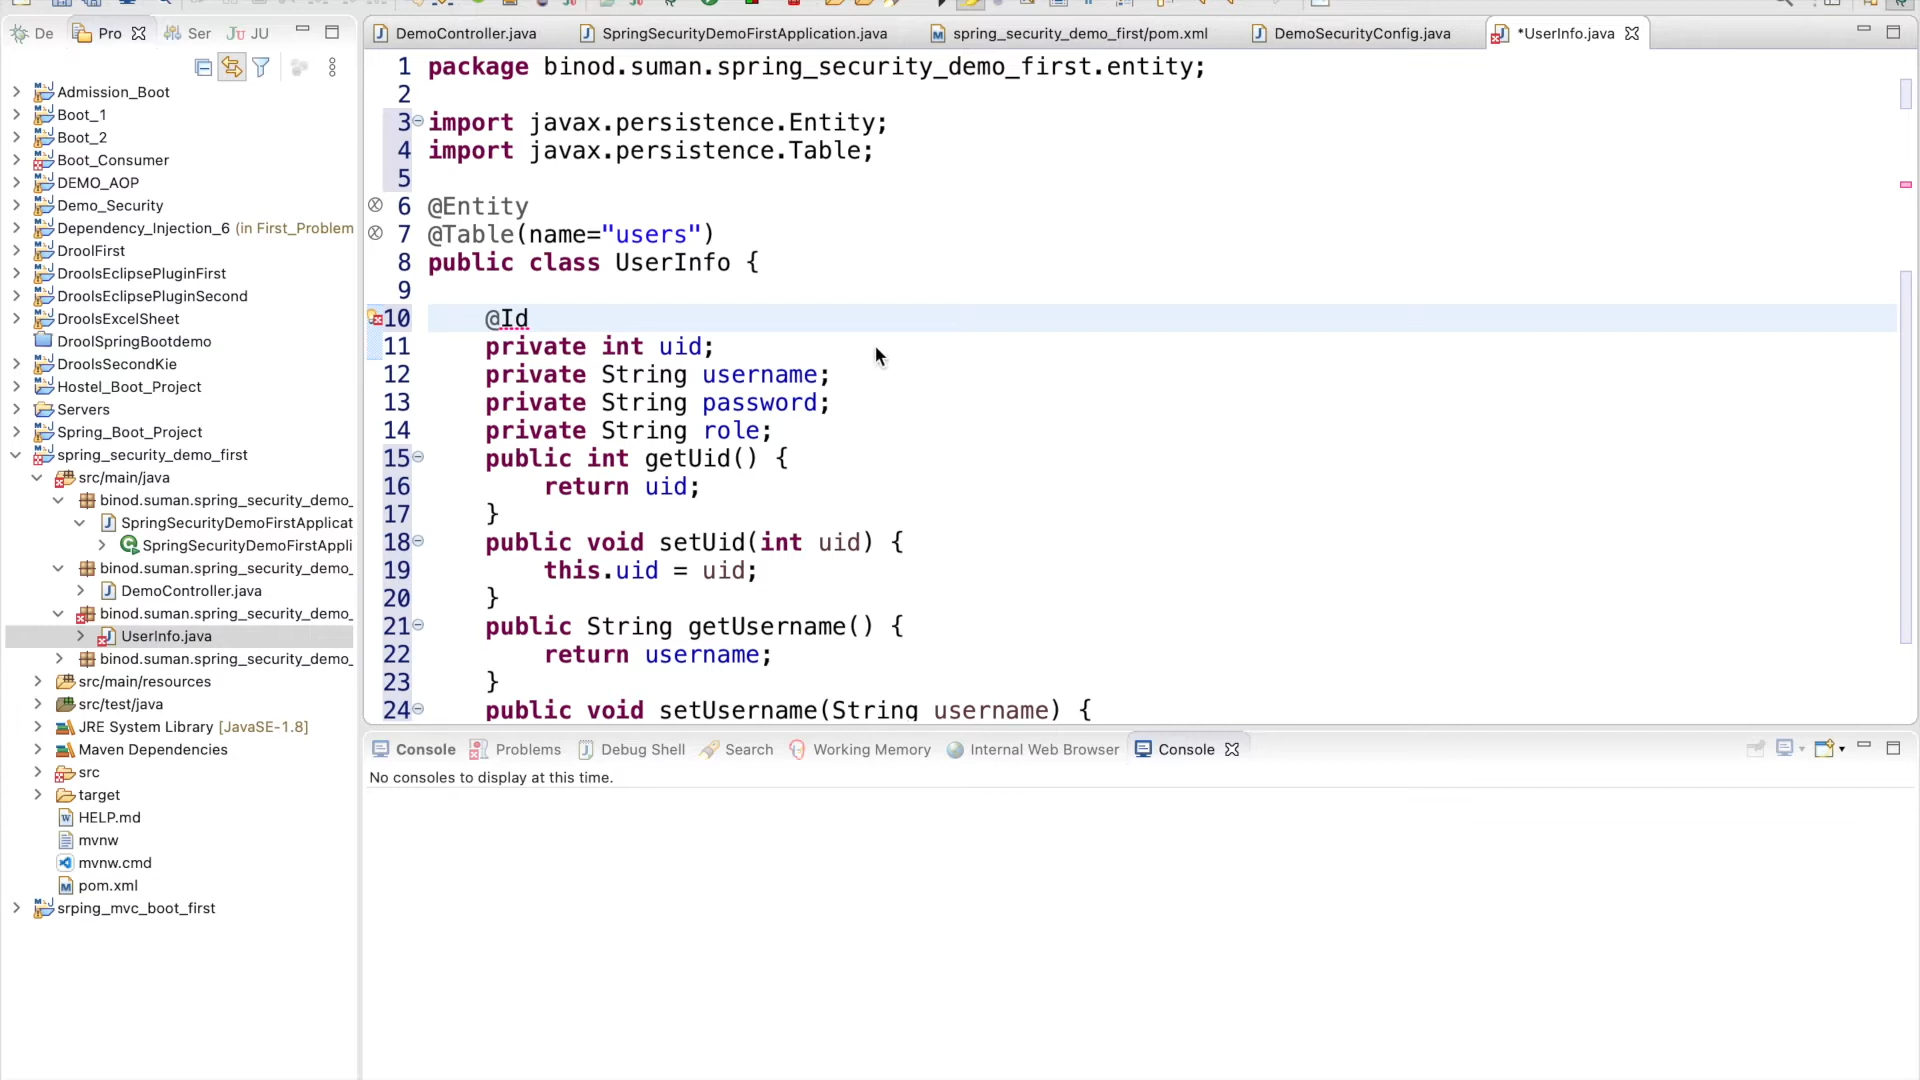 De
Pro
Ser
JU
DemoController.java
SpringSecurityDemoFirstApplication.java
spring_security_demo_first/pom.xml
DemoSecurityConfig.java
*UserInfo.java
Admission_Boot
Boot_1
Boot_2
Boot_Consumer
DEMO_AOP
Demo_Security
Dependency_Injection_6 (in First_Problem
DroolFirst
DroolsEclipsePluginFirst
DroolsEclipsePluginSecond
DroolsExcelSheet
DroolSpringBootdemo
DroolsSecondKie
Hostel_Boot_Project
Servers
Spring_Boot_Project
spring_security_demo_first
src/main/java
binod.suman.spring_security_demo_
SpringSecurityDemoFirstApplicat
SpringSecurityDemoFirstAppli
binod.suman.spring_security_demo_
DemoController.java
binod.suman.spring_security_demo_
UserInfo.java
binod.suman.spring_security_demo_
src/main/resources
src/test/java
JRE System Library [JavaSE-1.8]
Maven Dependencies
src
target
HELP.md
mvnw
mvnw.cmd
pom.xml
srping_mvc_boot_first
1 package binod.suman.spring_security_demo_first.entity;
2
3 import javax.persistence.Entity;
4 import javax.persistence.Table;
5
6 @Entity
7 @Table(name="users")
8 public class UserInfo {
9
10 @Id
11 private int uid;
12 private String username;
13 private String password;
14 private String role;
15 public int getUid() {
16 return uid;
17 }
18 public void setUid(int uid) {
19 this.uid = uid;
20 }
21 public String getUsername() {
22 return username;
23 }
24 public void setUsername(String username) {
Console
Problems
Debug Shell
Search
Working Memory
Internal Web Browser
Console
No consoles to display at this time.